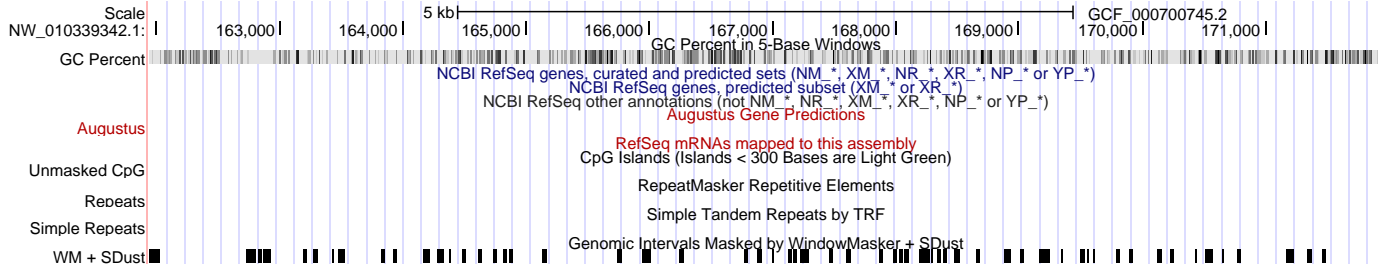 Scale 5 kb GCF_000700745.2
NW_010339342.1: 163,000 164,000 165,000 166,000 167,000 168,000 169,000 170,000 171,000
GC Percent in 5-Base Windows
GC Percent
NCBI RefSeq genes, curated and predicted sets (NM_*, XM_*, NR_*, XR_*, NP_* or YP_*)
NCBI RefSeq genes, predicted subset (XM_* or XR_*)
NCBI RefSeq other annotations (not NM_*, NR_*, XM_*, XR_*, NP_* or YP_*)
Augustus Gene Predictions
Augustus
RefSeq mRNAs mapped to this assembly
CpG Islands (Islands < 300 Bases are Light Green)
Unmasked CpG
RepeatMasker Repetitive Elements
Repeats
Simple Tandem Repeats by TRF
Simple Repeats
Genomic Intervals Masked by WindowMasker + SDust
WM + SDust